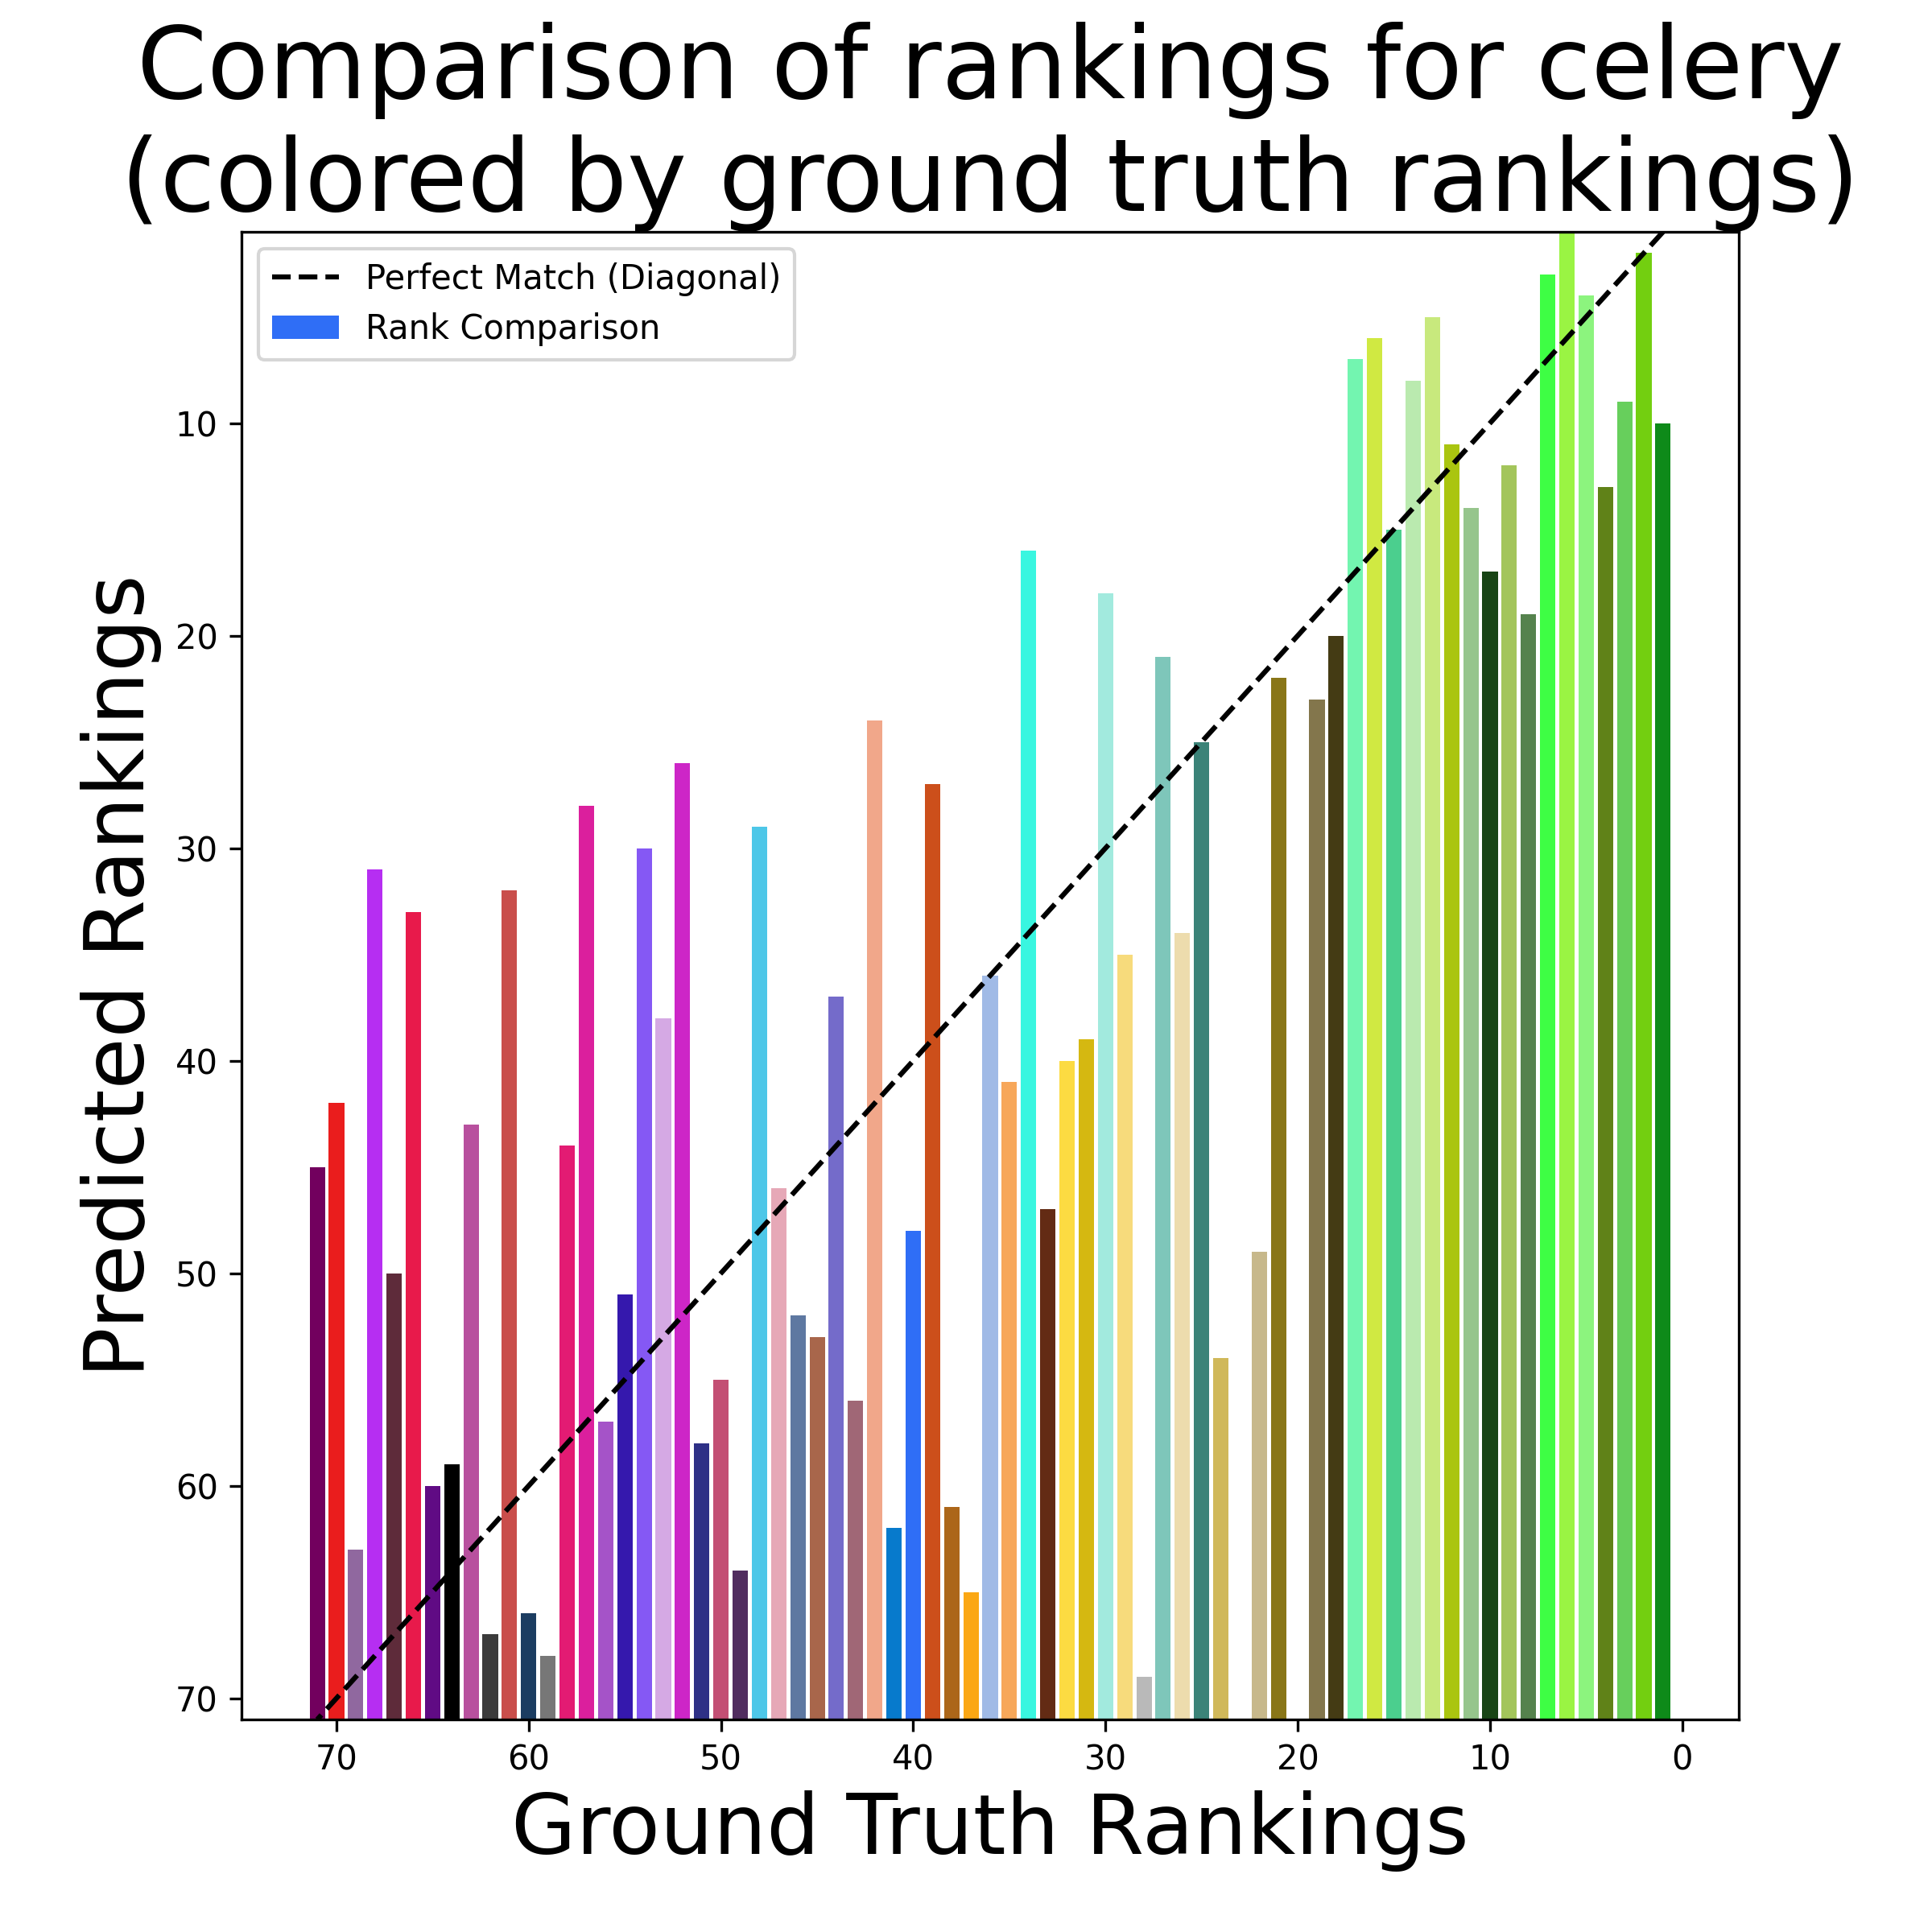 Comparison of rankings for celery
(colored by ground truth rankings)
Perfect Match (Diagonal)
Rank Comparison
Predicted Rankings
10
20
30
40
50
60
70
70 60 50 40 30 20 10 0
Ground Truth Rankings